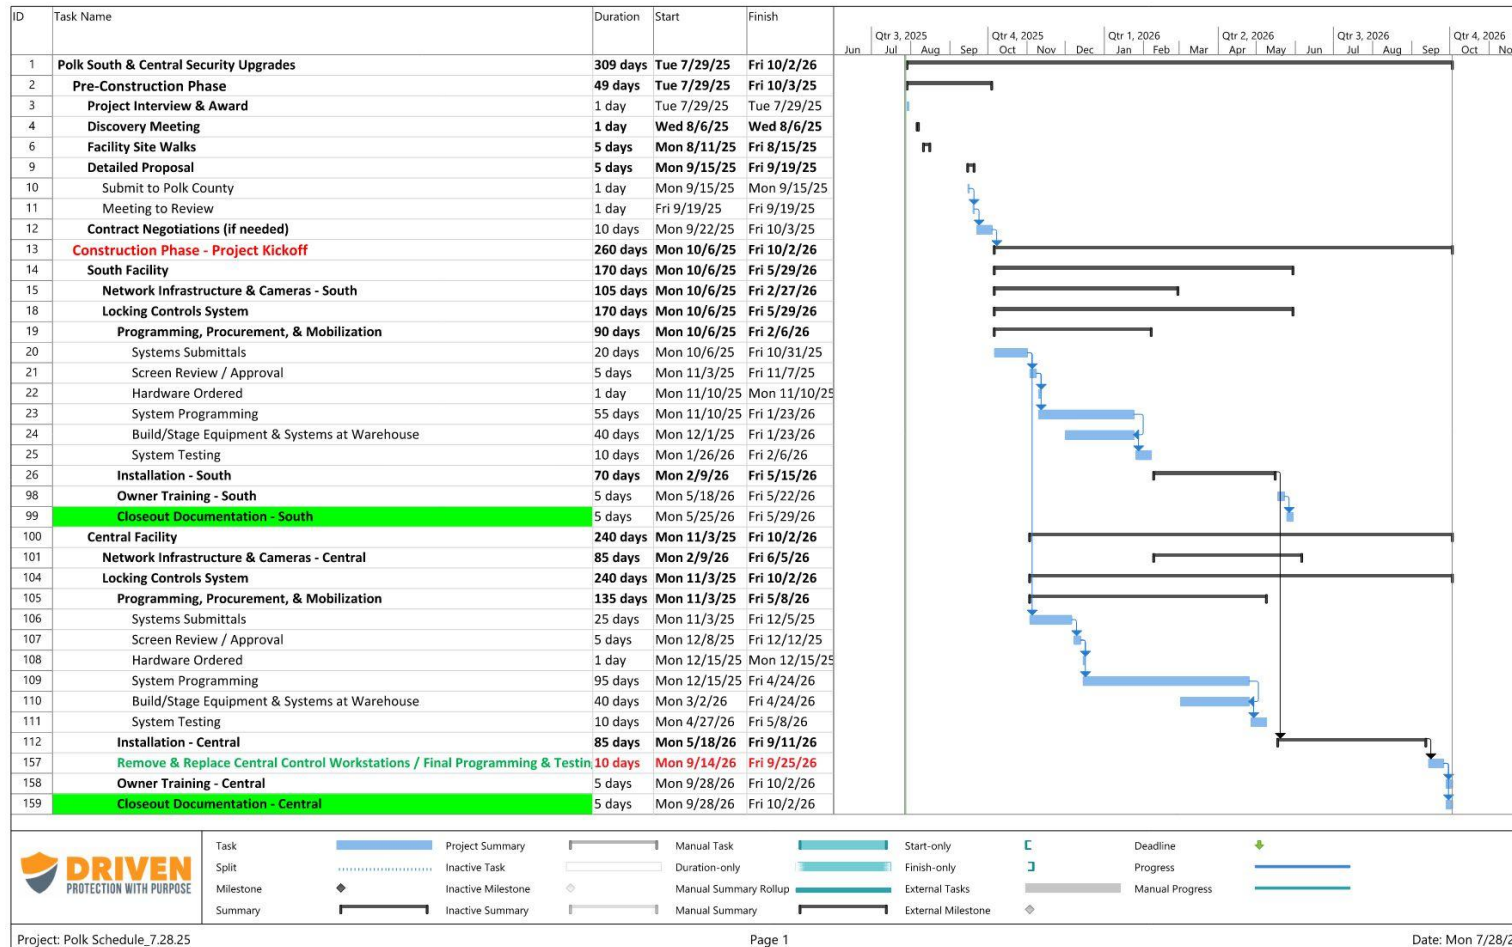 ID Task Name Duration Start Finish
Qtr 3, 2025 Qtr 4, 2025 Qtr 1, 2026 Qtr 2, 2026 Qtr 3, 2026 Qtr 4, 2026
Jun Jul Aug Sep Oct Nov Dec Jan Feb Mar Apr May Jun Jul Aug Sep Oct No
1 Polk South & Central Security Upgrades 309 days Tue 7/29/25 Fri 10/2/26
2 Pre-Construction Phase 49 days Tue 7/29/25 Fri 10/3/25
3 Project Interview & Award 1 day Tue 7/29/25 Tue 7/29/25
4 Discovery Meeting 1 day Wed 8/6/25 Wed 8/6/25
6 Facility Site Walks 5 days Mon 8/11/25 Fri 8/15/25
9 Detailed Proposal 5 days Mon 9/15/25 Fri 9/19/25
10 Submit to Polk County 1 day Mon 9/15/25 Mon 9/15/25
11 Meeting to Review 1 day Fri 9/19/25 Fri 9/19/25
12 Contract Negotiations (if needed) 10 days Mon 9/22/25 Fri 10/3/25
13 Construction Phase - Project Kickoff 260 days Mon 10/6/25 Fri 10/2/26
14 South Facility 170 days Mon 10/6/25 Fri 5/29/26
15 Network Infrastructure & Cameras - South 105 days Mon 10/6/25 Fri 2/27/26
18 Locking Controls System 170 days Mon 10/6/25 Fri 5/29/26
19 Programming, Procurement, & Mobilization 90 days Mon 10/6/25 Fri 2/6/26
20 Systems Submittals 20 days Mon 10/6/25 Fri 10/31/25
21 Screen Review / Approval 5 days Mon 11/3/25 Fri 11/7/25
22 Hardware Ordered 1 day Mon 11/10/25 Mon 11/10/25
23 System Programming 55 days Mon 11/10/25 Fri 1/23/26
24 Build/Stage Equipment & Systems at Warehouse 40 days Mon 12/1/25 Fri 1/23/26
25 System Testing 10 days Mon 1/26/26 Fri 2/6/26
26 Installation - South 70 days Mon 2/9/26 Fri 5/15/26
98 Owner Training - South 5 days Mon 5/18/26 Fri 5/22/26
99 Closeout Documentation - South 5 days Mon 5/25/26 Fri 5/29/26
100 Central Facility 240 days Mon 11/3/25 Fri 10/2/26
101 Network Infrastructure & Cameras - Central 85 days Mon 2/9/26 Fri 6/5/26
104 Locking Controls System 240 days Mon 11/3/25 Fri 10/2/26
105 Programming, Procurement, & Mobilization 135 days Mon 11/3/25 Fri 5/8/26
106 Systems Submittals 25 days Mon 11/3/25 Fri 12/5/25
107 Screen Review / Approval 5 days Mon 12/8/25 Fri 12/12/25
108 Hardware Ordered 1 day Mon 12/15/25 Mon 12/15/25
109 System Programming 95 days Mon 12/15/25 Fri 4/24/26
110 Build/Stage Equipment & Systems at Warehouse 40 days Mon 3/2/26 Fri 4/24/26
111 System Testing 10 days Mon 4/27/26 Fri 5/8/26
112 Installation - Central 85 days Mon 5/18/26 Fri 9/11/26
157 Remove & Replace Central Control Workstations / Final Programming & Testin 10 days Mon 9/14/26 Fri 9/25/26
158 Owner Training - Central 5 days Mon 9/28/26 Fri 10/2/26
159 Closeout Documentation - Central 5 days Mon 9/28/26 Fri 10/2/26
DRIVEN
PROTECTION WITH PURPOSE
Task Project Summary Manual Task Start-only Deadline
Split Inactive Task Duration-only Finish-only Progress
Milestone Inactive Milestone Manual Summary Rollup External Tasks Manual Progress
Summary Inactive Summary Manual Summary External Milestone
Project: Polk Schedule_7.28.25 Page 1 Date: Mon 7/28/2